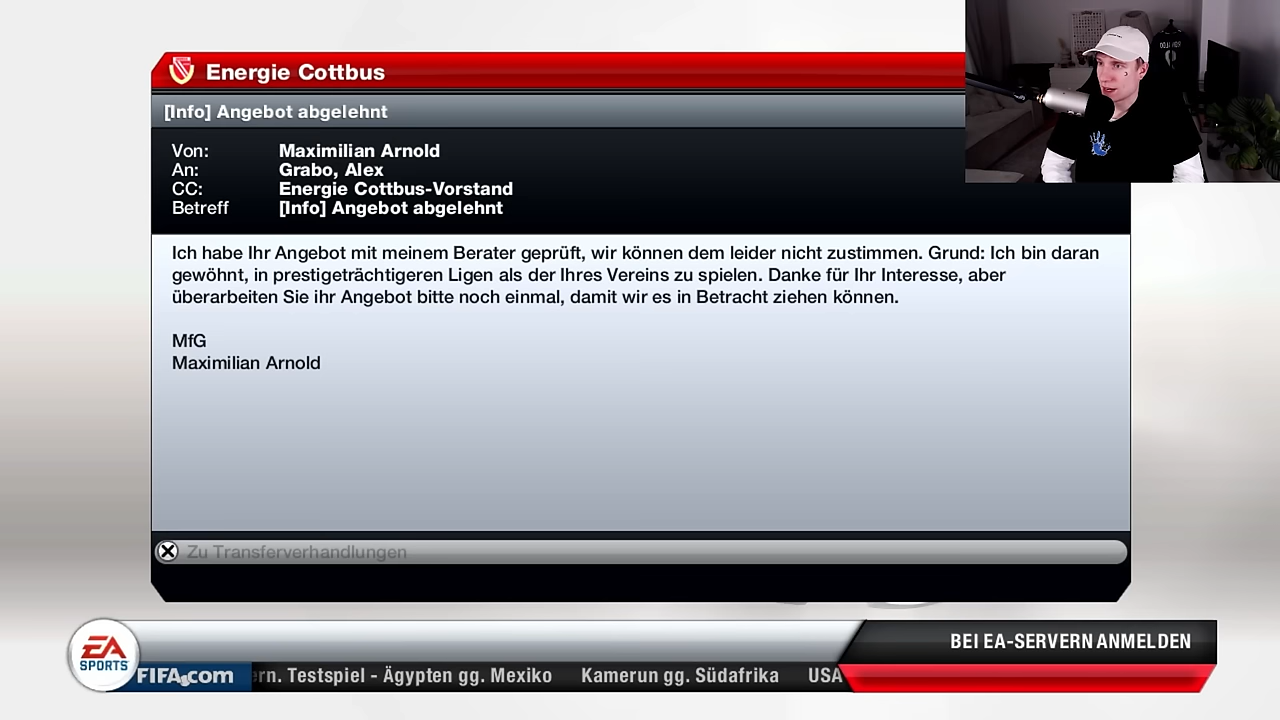 Energie Cottbus
[Info] Angebot abgelehnt
Von: Maximilian Arnold
An: Grabo, Alex
CC: Energie Cottbus-Vorstand
Betreff [Info] Angebot abgelehnt
Ich habe Ihr Angebot mit meinem Berater geprüft, wir können dem leider nicht zustimmen. Grund: Ich bin daran
gewöhnt, in prestigeträchtigeren Ligen als der Ihres Vereins zu spielen. Danke für Ihr Interesse, aber
überarbeiten Sie ihr Angebot bitte noch einmal, damit wir es in Betracht ziehen können.
MfG
Maximilian Arnold
Zu Transferverhandlungen
BEI EA-SERVERN ANMELDEN
EA
SPORTS
FIFA.com
ern. Testspiel - Ägypten gg. Mexiko Kamerun gg. Südafrika USA